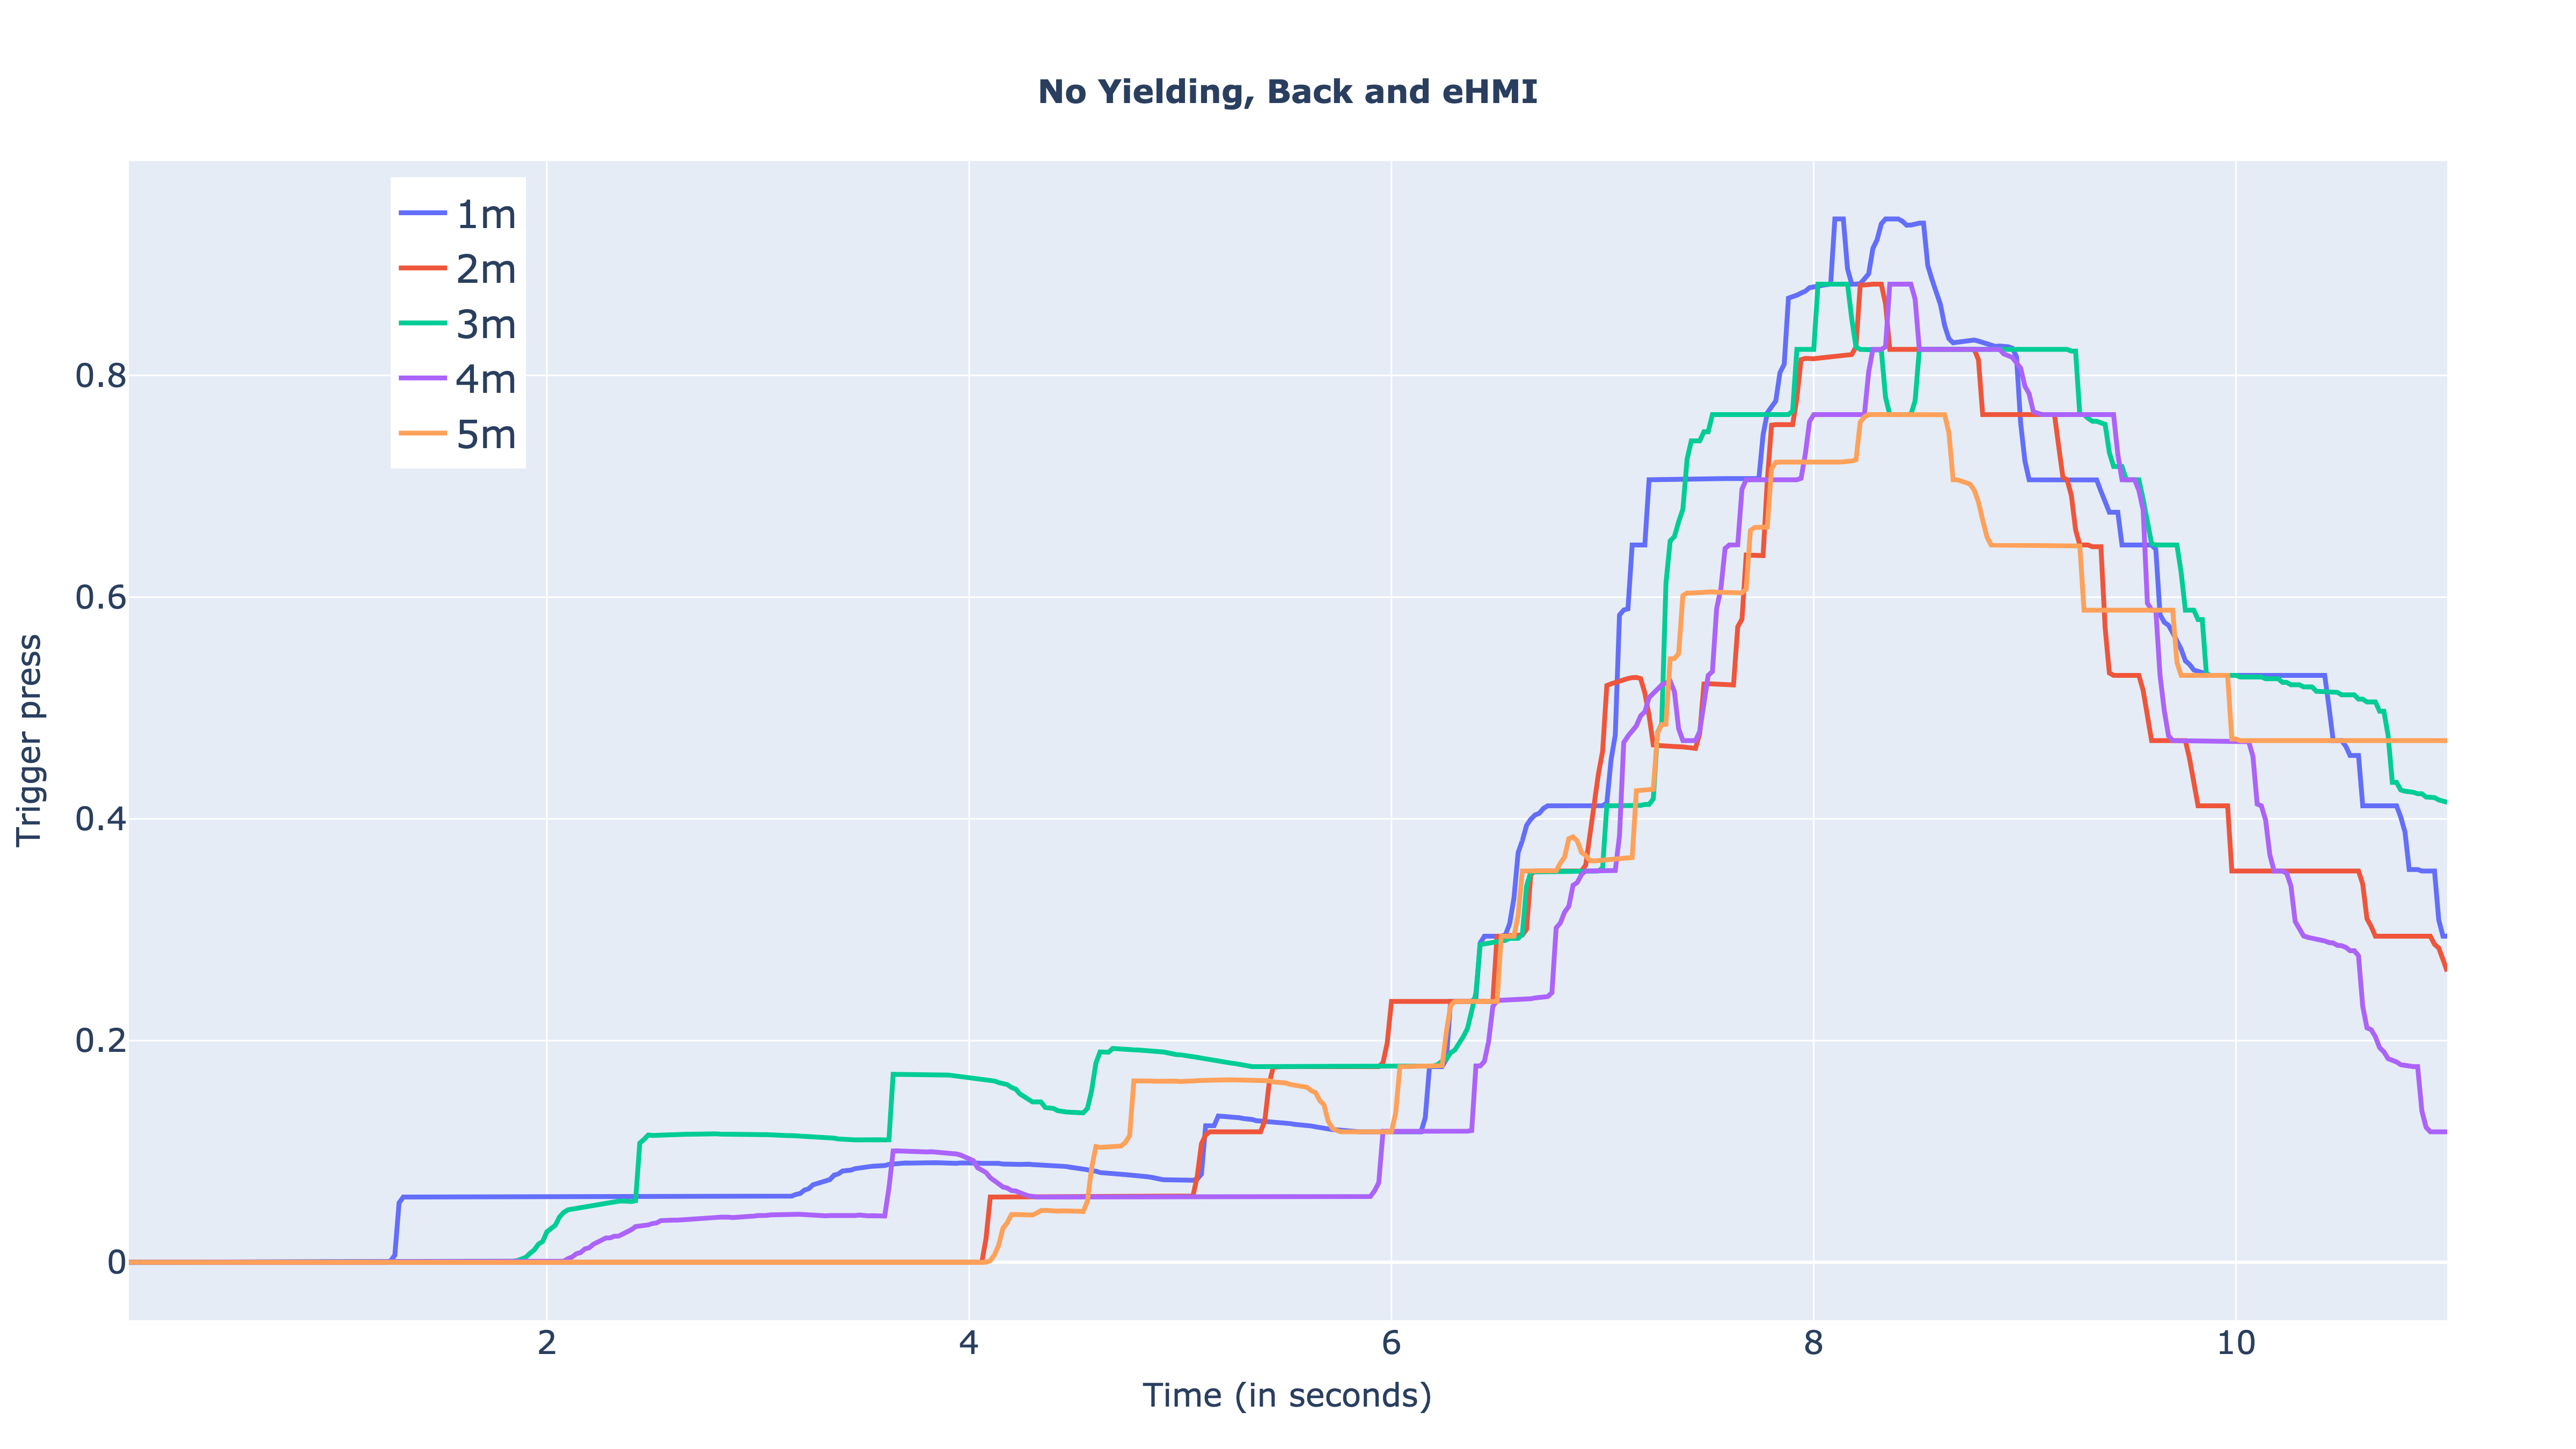 No Yielding, Back and eHMI
1m
2m
3m
4m
5m
0.8
0.6
0.4
0.2
0
Trigger press
2 4 6 8 10
Time (in seconds)